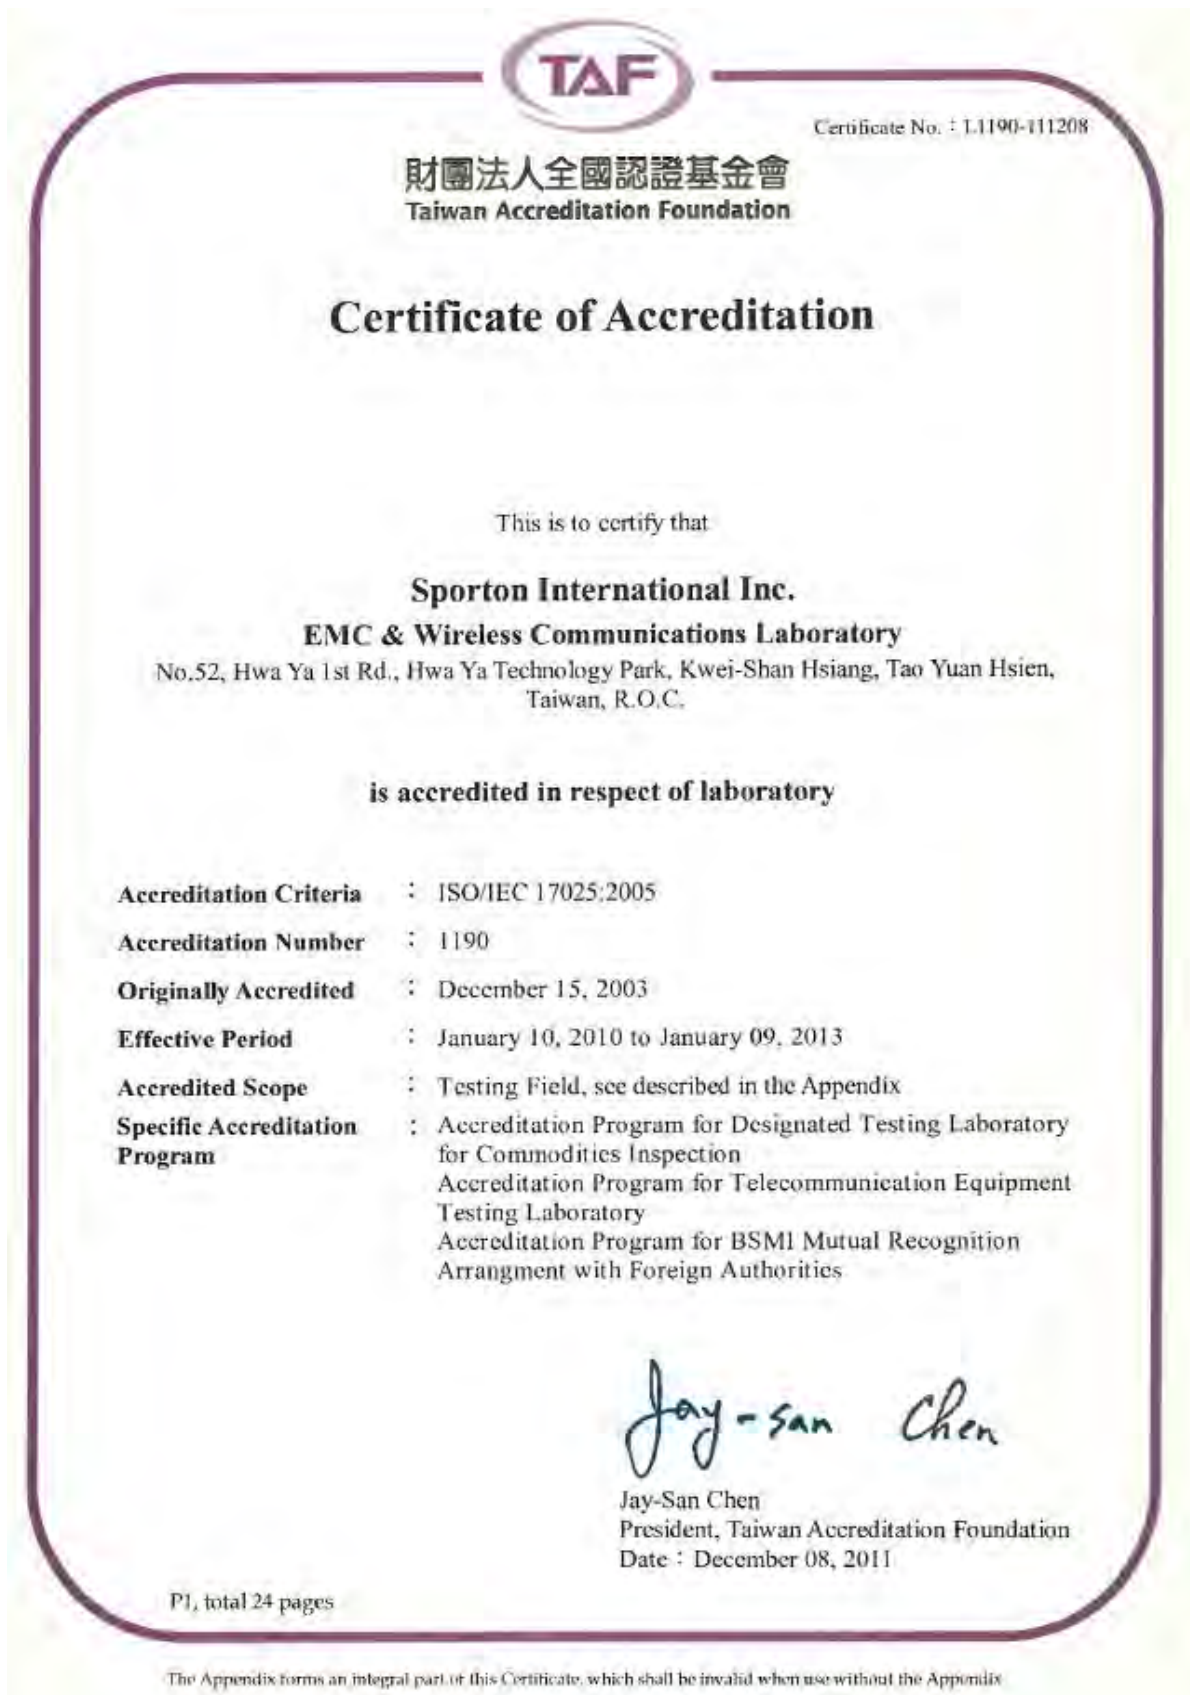 TAF
Certificate No.：L1190-111208
財團法人全國認證基金會
Taiwan Accreditation Foundation
Certificate of Accreditation
This is to certify that
Sporton International Inc.
EMC & Wireless Communications Laboratory
No.52, Hwa Ya 1st Rd., Hwa Ya Technology Park, Kwei-Shan Hsiang, Tao Yuan Hsien,
Taiwan, R.O.C.
is accredited in respect of laboratory
Accreditation Criteria : ISO/IEC 17025:2005
Accreditation Number : 1190
Originally Accredited : December 15, 2003
Effective Period : January 10, 2010 to January 09, 2013
Accredited Scope : Testing Field, see described in the Appendix
Specific Accreditation : Accreditation Program for Designated Testing Laboratory
Program for Commodities Inspection
Accreditation Program for Telecommunication Equipment
Testing Laboratory
Accreditation Program for BSMI Mutual Recognition
Arrangment with Foreign Authorities
Jay-san Chen
Jay-San Chen
President, Taiwan Accreditation Foundation
Date：December 08, 2011
P1, total 24 pages
The Appendix forms an integral part of this Certificate, which shall be invalid when use without the Appendix